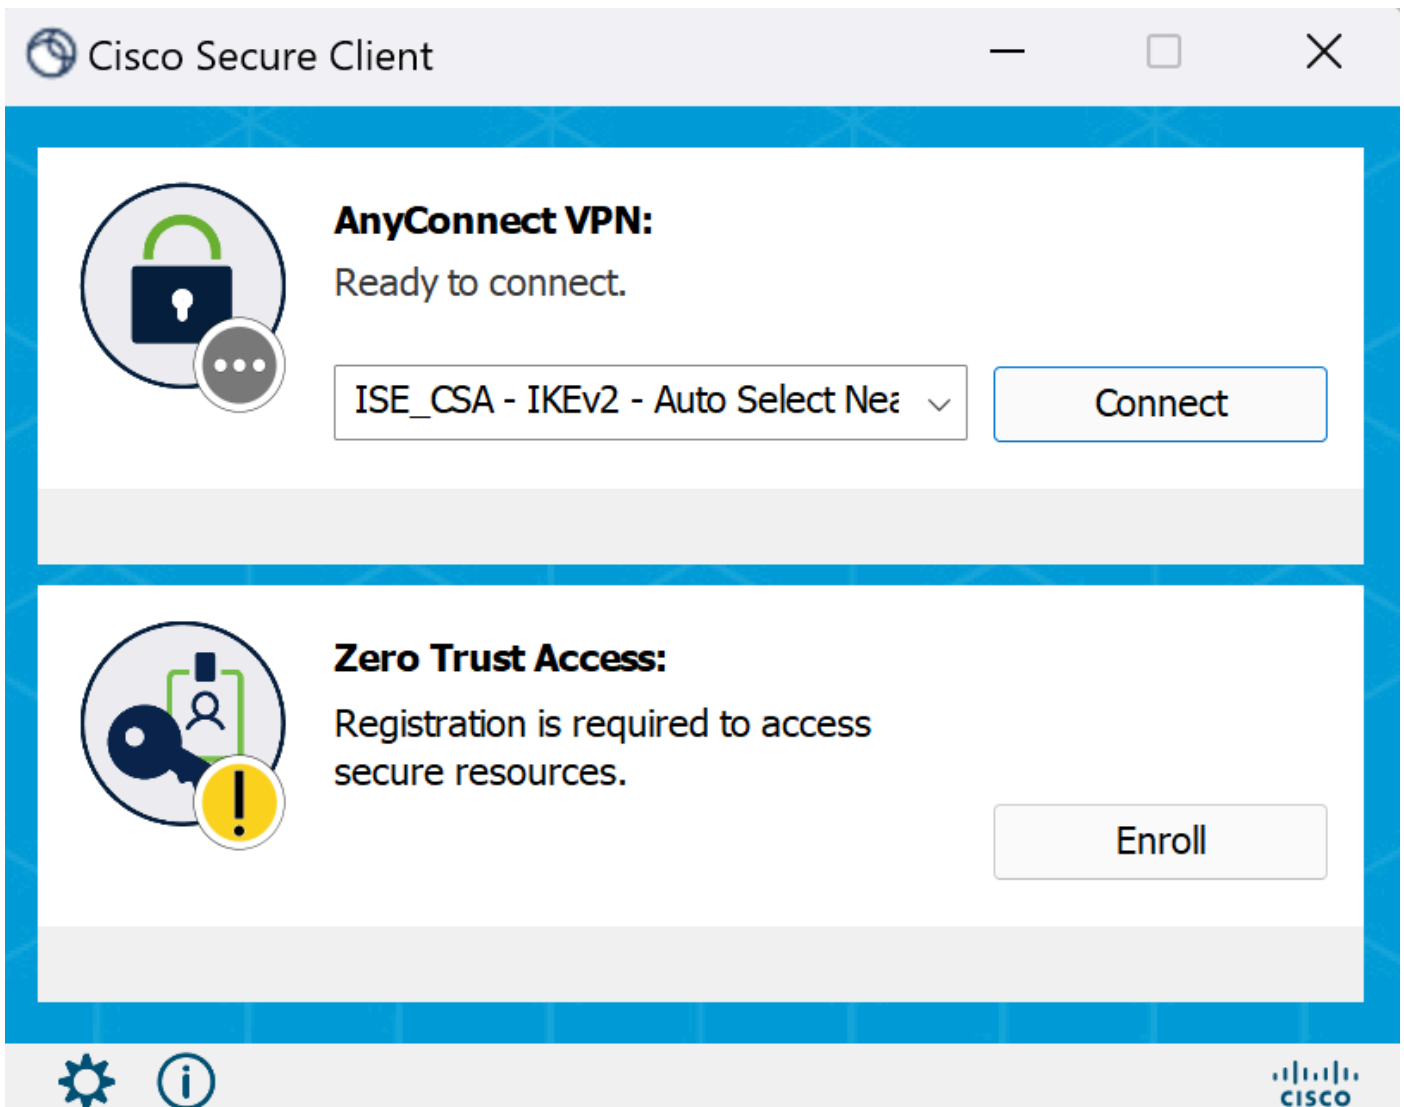 Cisco Secure Client
AnyConnect VPN:
Ready to connect.
ISE_CSA - IKEv2 - Auto Select Nea
Connect
Zero Trust Access:
Registration is required to access
secure resources.
Enroll
CISCO